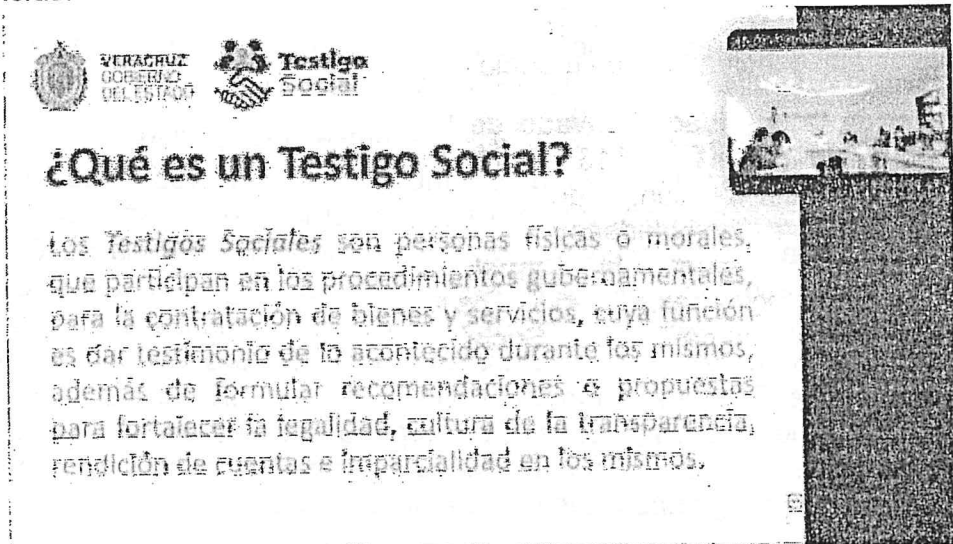 VERACRUZ
GOBIERNO
DEL ESTADO
Testigo
Social
¿Qué es un Testigo Social?
Los Testigos Sociales son personas físicas o morales,
que participan en los procedimientos gubernamentales,
para la contratación de bienes y servicios, cuya función
es dar testimonio de lo acontecido durante los mismos,
además de formular recomendaciones o propuestas
para fortalecer la legalidad, cultura de la transparencia,
rendición de cuentas e imparcialidad en los mismos.